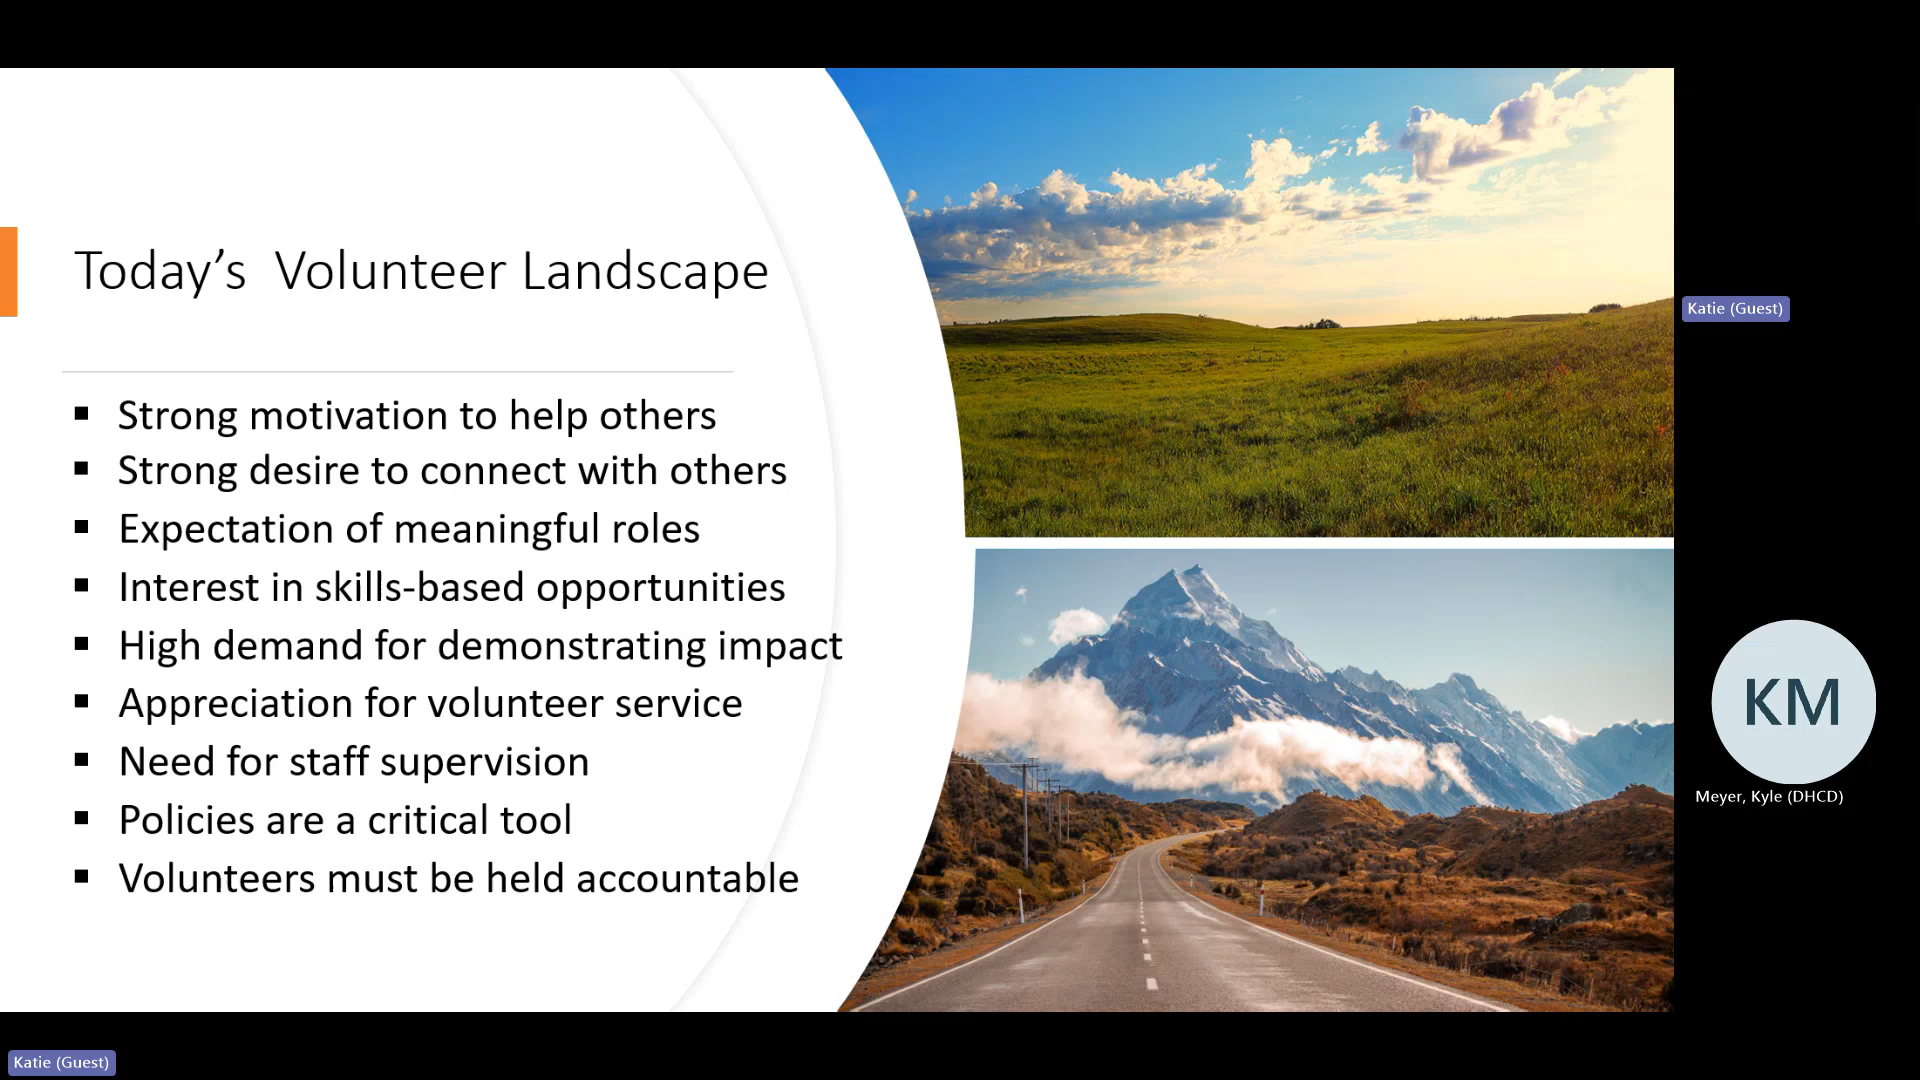 Today's  Volunteer Landscape
Strong motivation to help others
Strong desire to connect with others
Expectation of meaningful roles
Interest in skills-based opportunities
High demand for demonstrating impact
Appreciation for volunteer service
Need for staff supervision
Policies are a critical tool
Volunteers must be held accountable
Katie (Guest)
KM
Meyer, Kyle (DHCD)
Katie (Guest)